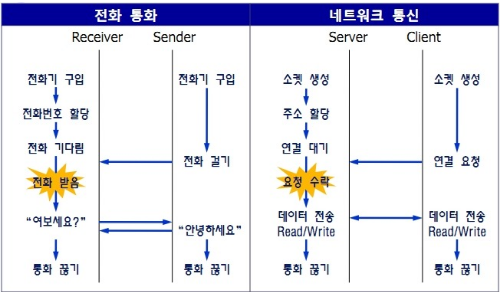 전화 통화
Receiver
Sender
전화기 구입
전화번호 할당
전화 기다림
전화 받음
“여보세요?”
통화 끊기
전화기 구입
전화 걸기
“안녕하세요”
통화 끊기
네트워크 통신
Server
Client
소켓 생성
주소 할당
연결 대기
요청 수락
데이터 전송
Read/Write
통화 끊기
소켓 생성
연결 요청
데이터 전송
Read/Write
통화 끊기